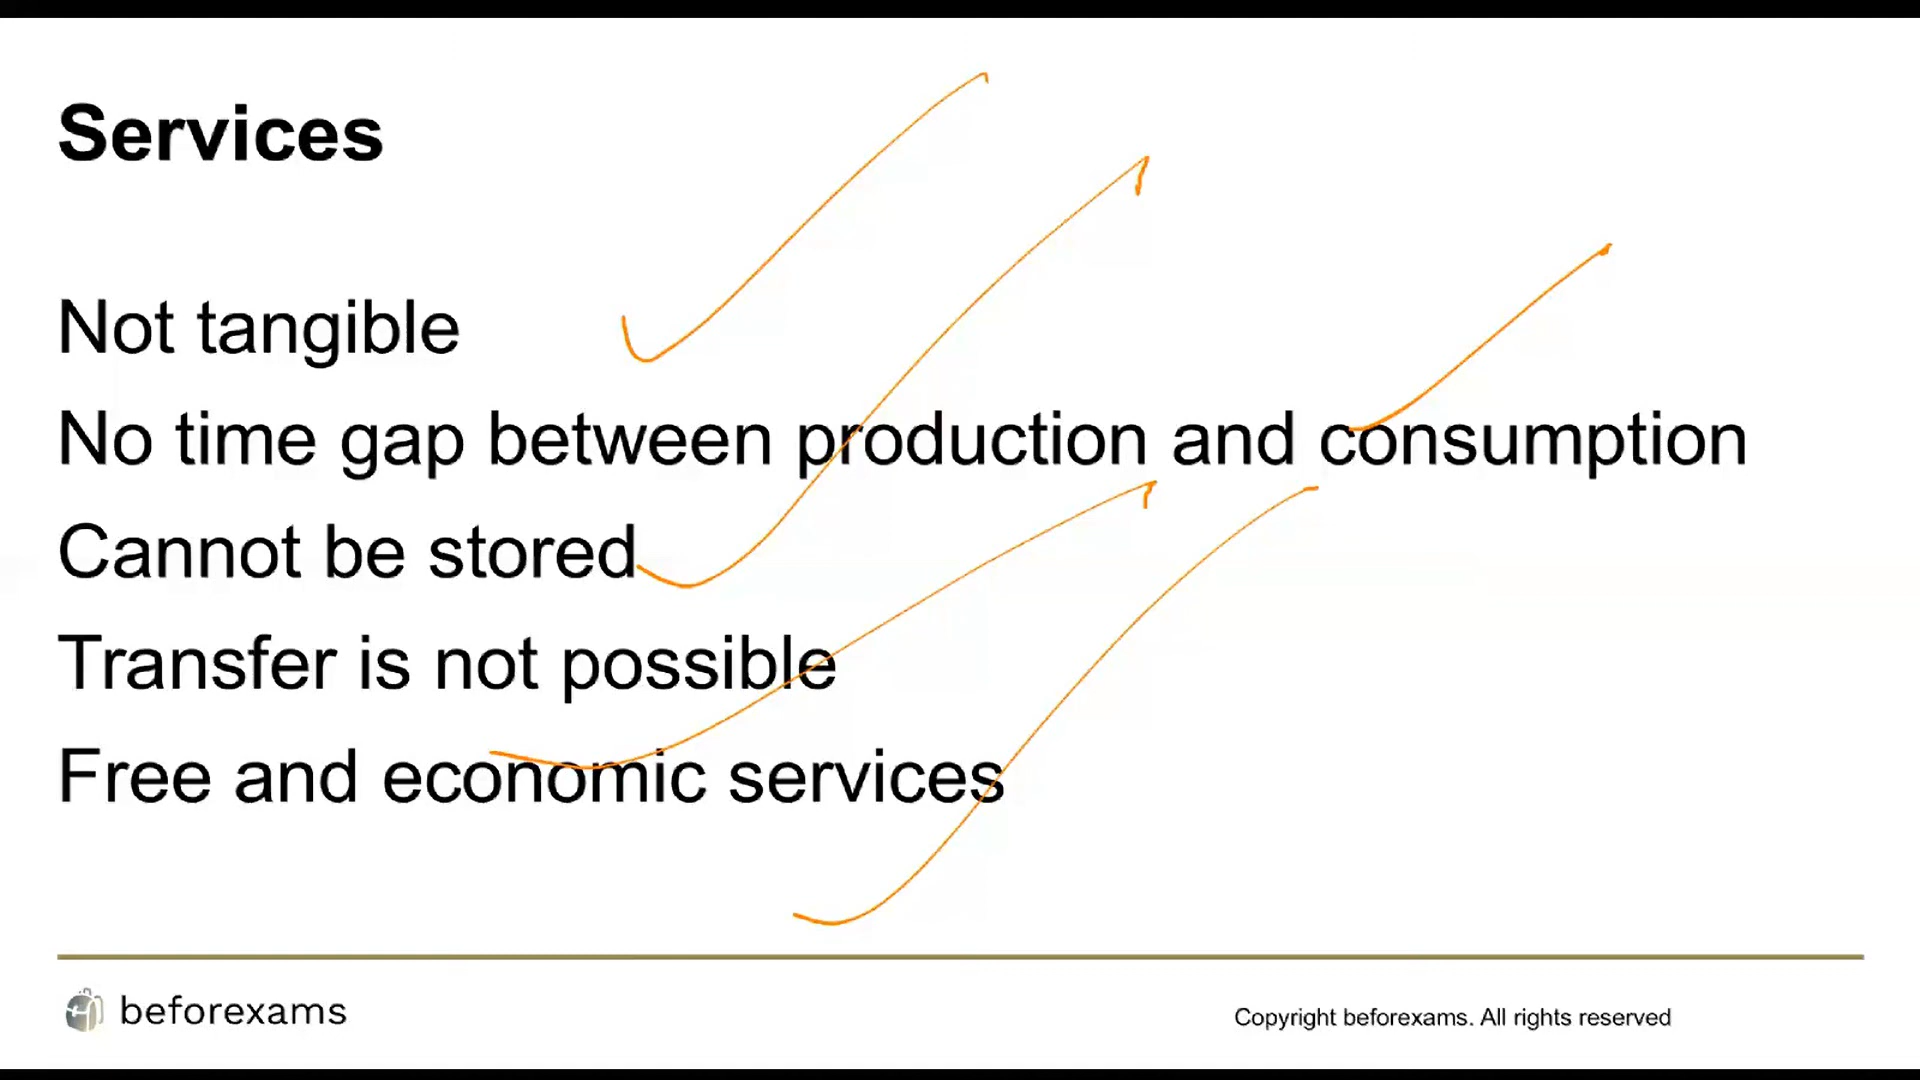 Services
Not tangible
No time gap between production and consumption
Cannot be stored
Transfer is not possible
Free and economic services
beforexams
Copyright beforexams. All rights reserved